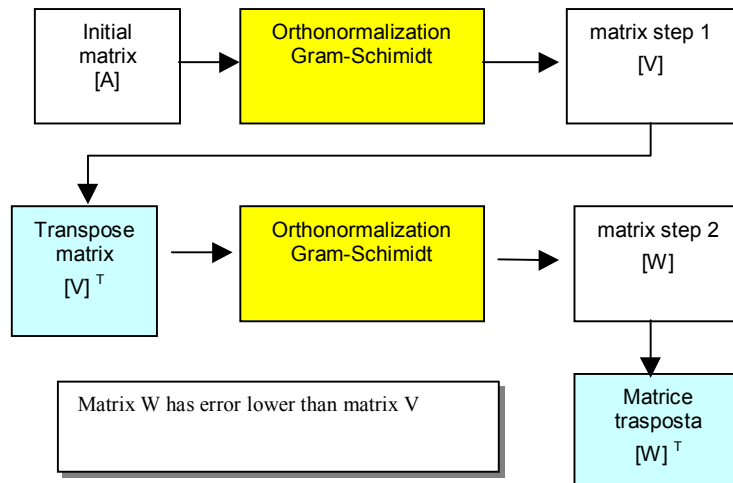 Initial
matrix
[A]
Orthonormalization
Gram-Schimidt
matrix step 1
[V]
Transpose
matrix
[V] T
Orthonormalization
Gram-Schimidt
matrix step 2
[W]
Matrix W has error lower than matrix V
Matrice
trasposta
[W] T